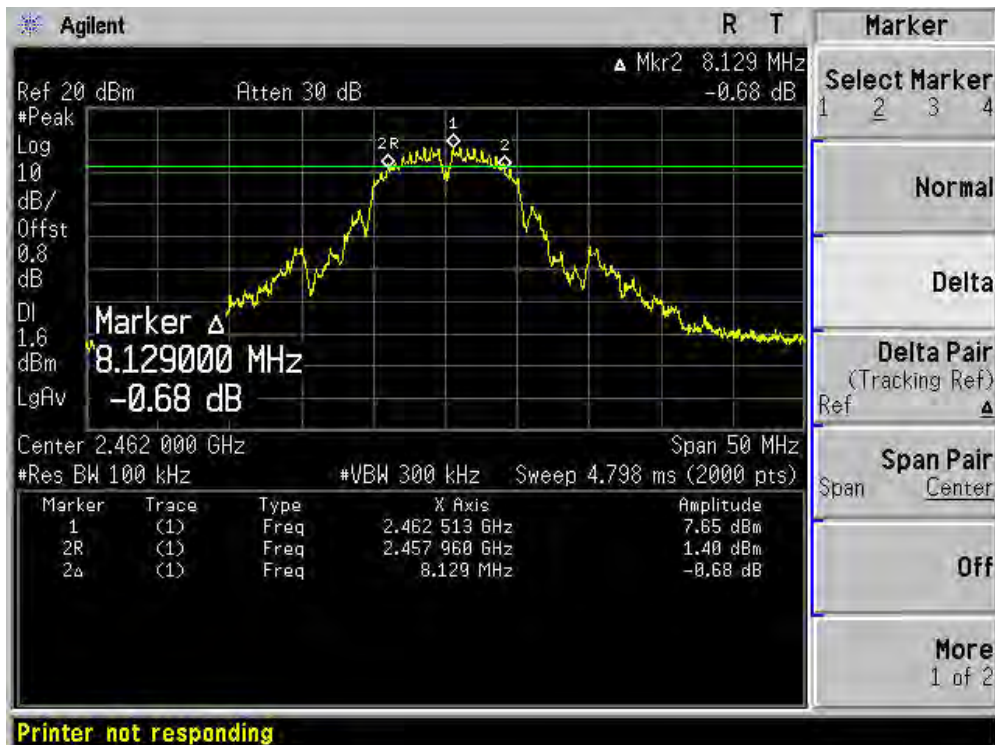 Agilent R T
Δ Mkr2 8.129 MHz
Ref 20 dBm Atten 30 dB -0.68 dB
#Peak
Log
10
dB/
Offst
0.8
dB
DI
1.6
dBm
LgAv
1
2R
2
Marker Δ
8.129000 MHz
-0.68 dB
Center 2.462 000 GHz Span 50 MHz
#Res BW 100 kHz #VBW 300 kHz Sweep 4.798 ms (2000 pts)
Marker Trace Type X Axis Amplitude
1 (1) Freq 2.462 513 GHz 7.65 dBm
2R (1) Freq 2.457 960 GHz 1.40 dBm
2Δ (1) Freq 8.129 MHz -0.68 dB
Printer not responding
Marker
Select Marker
1 2 3 4
Normal
Delta
Delta Pair
(Tracking Ref)
Ref Δ
Span Pair
Span Center
Off
More
1 of 2